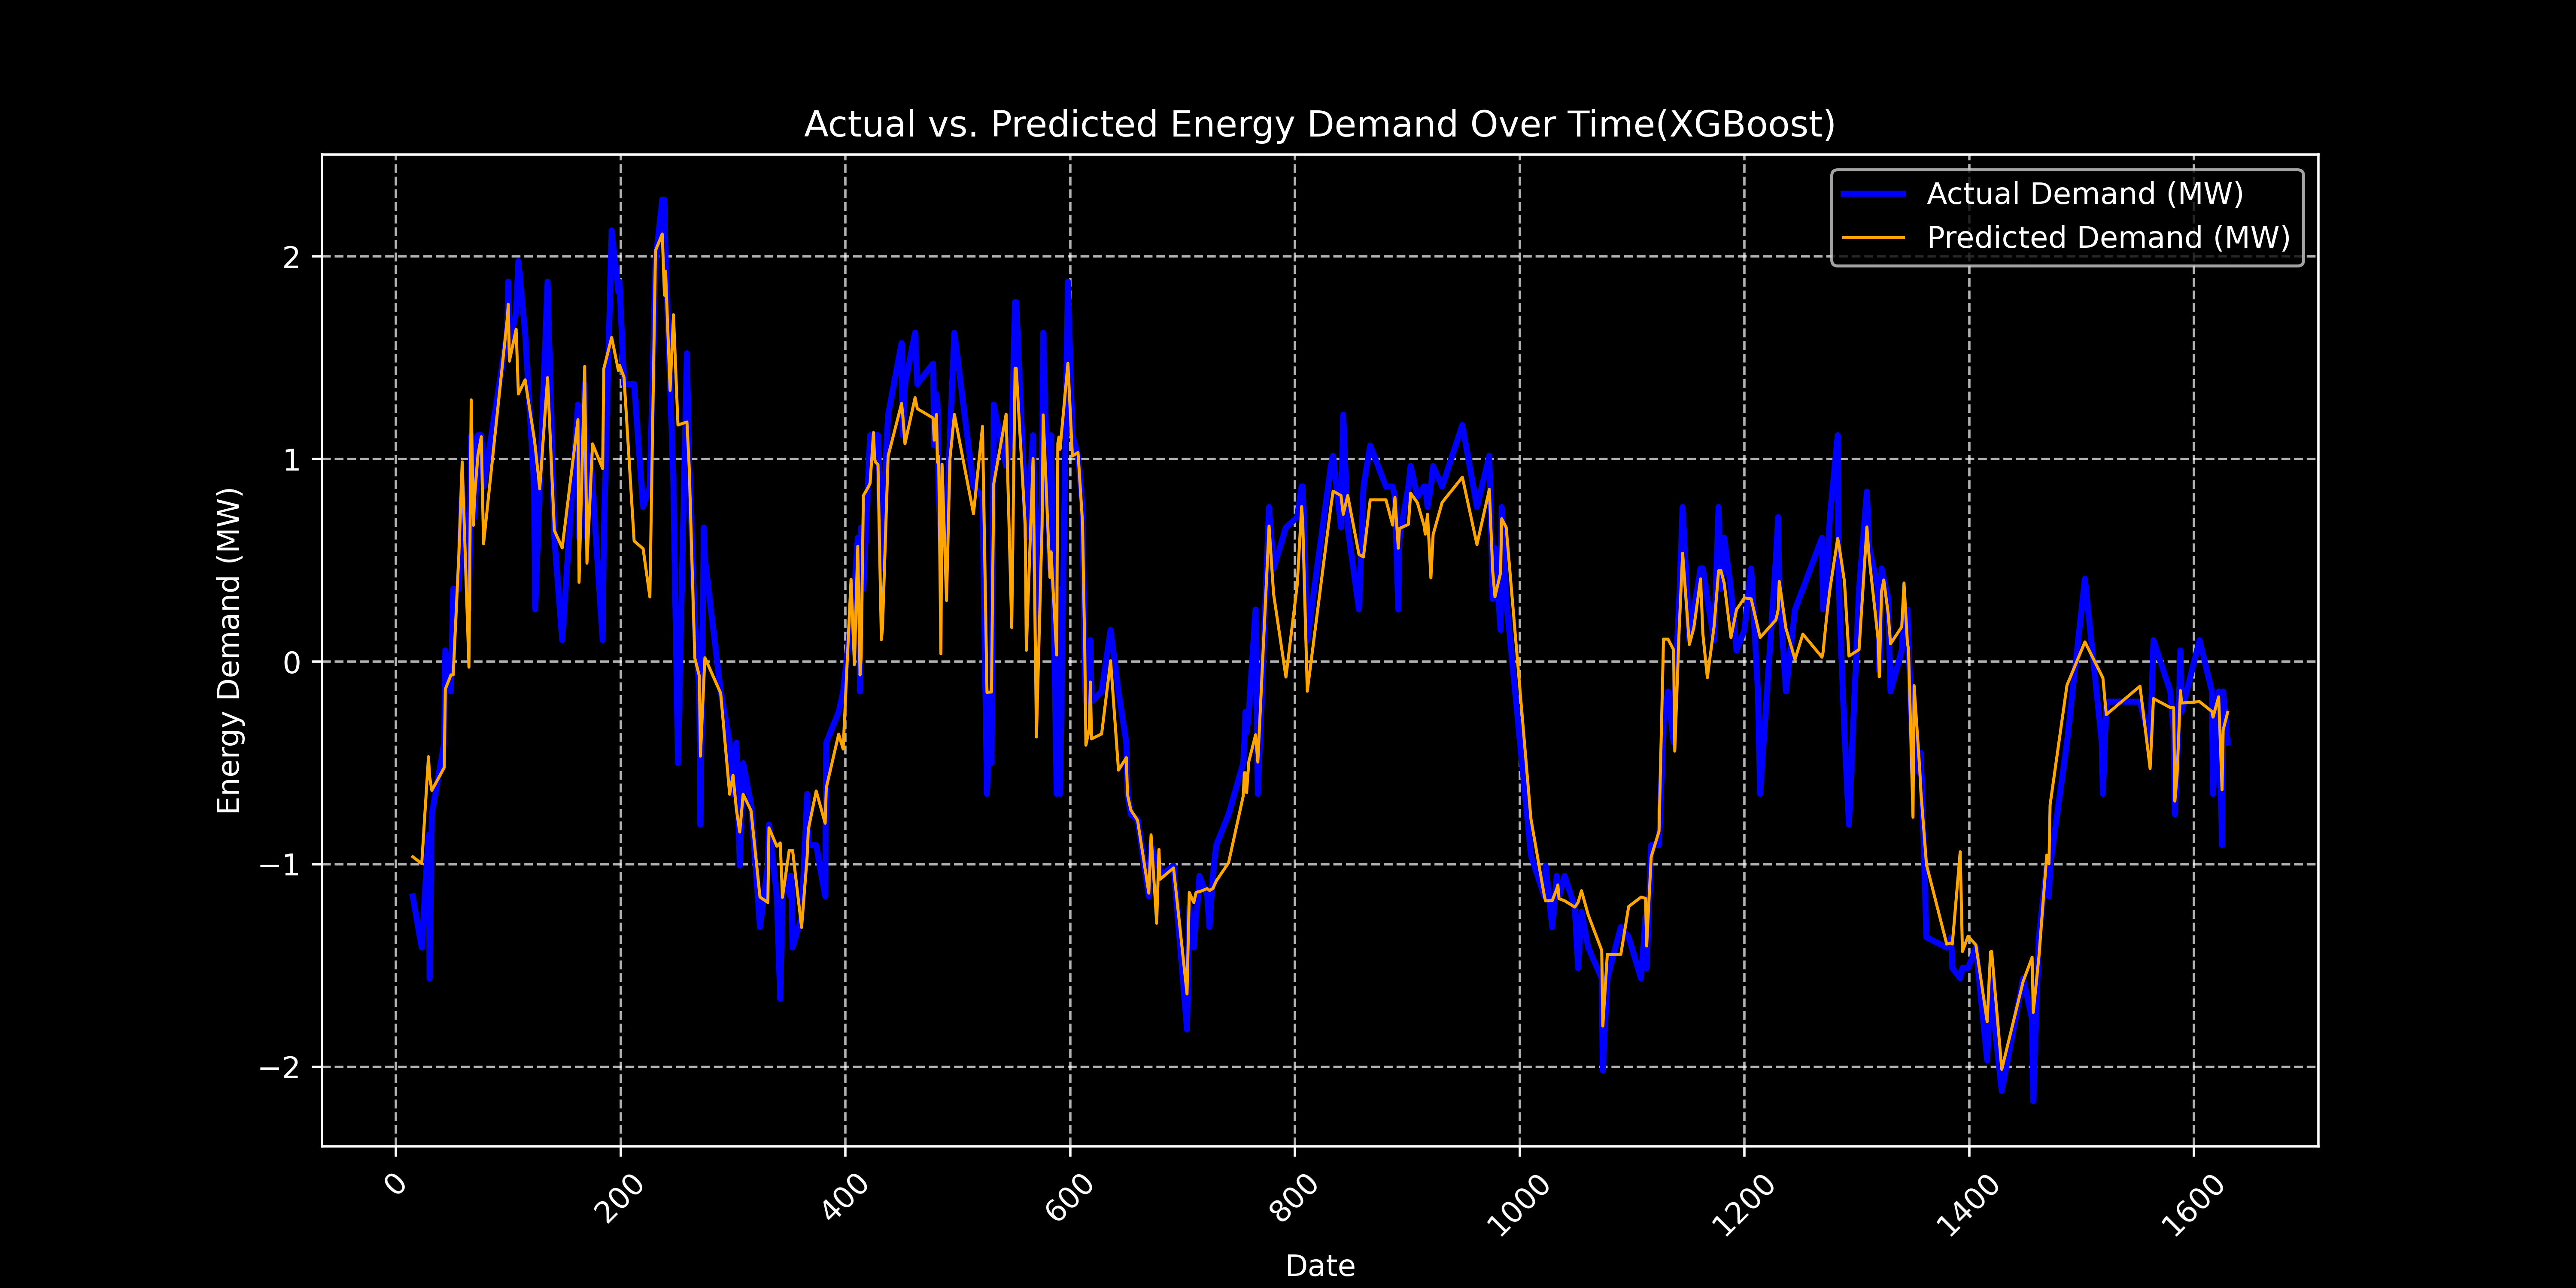 Actual vs. Predicted Energy Demand Over Time(XGBoost)
Actual Demand (MW)
Predicted Demand (MW)
Energy Demand (MW)
2
1
0
−1
−2
0
200
400
600
800
1000
1200
1400
1600
Date